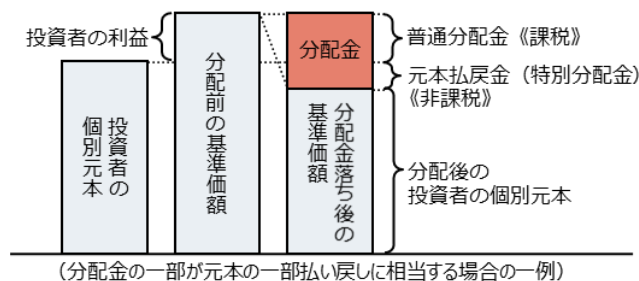 投資者の利益
投資者の
個別元本
分配前の基準価額
分配金
分配金落ち後の
基準価額
普通分配金《課税》
元本払戻金（特別分配金）
《非課税》
分配後の
投資者の個別元本
（分配金の一部が元本の一部払い戻しに相当する場合の一例）